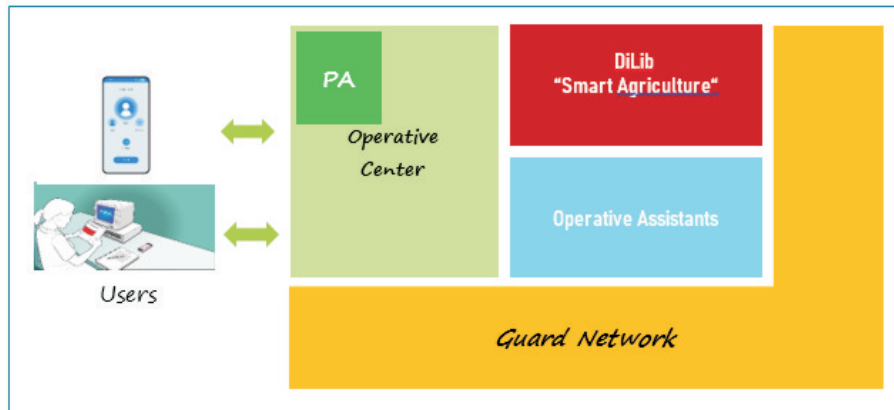 PA
Operative
Center
DiLib
“Smart Agriculture“
Operative Assistants
Users
Guard Network